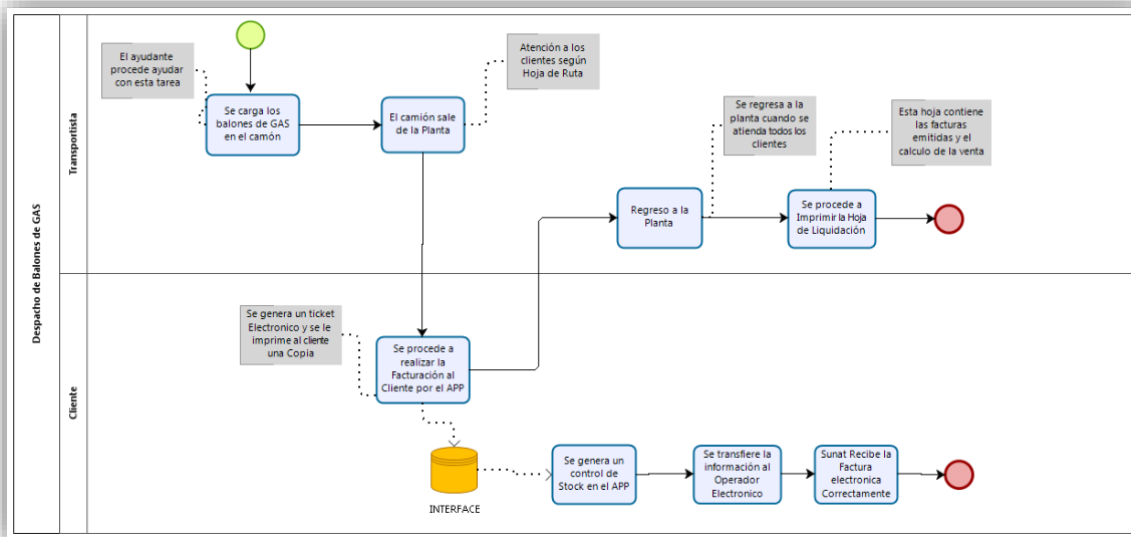 Despacho de Balones de GAS
Transportista
El ayudante
procede ayudar
con esta tarea
Se carga los
balones de GAS
en el camón
El camión sale
de la Planta
Atención a los
clientes según
Hoja de Ruta
Regreso a la
Planta
Se regresa a la
planta cuando se
atienda todos los
clientes
Se procede a
Imprimir la Hoja
de Liquidación
Esta hoja contiene
las facturas
emitidas y el
calculo de la venta
Cliente
Se genera un ticket
Electronico y se le
imprime al cliente
una Copia
Se procede a
realizar la
Facturación al
Cliente por el APP
INTERFACE
Se genera un
control de
Stock en el APP
Se transfiere la
información al
Operador
Electronico
Sunat Recibe la
Factura
electronica
Correctamente